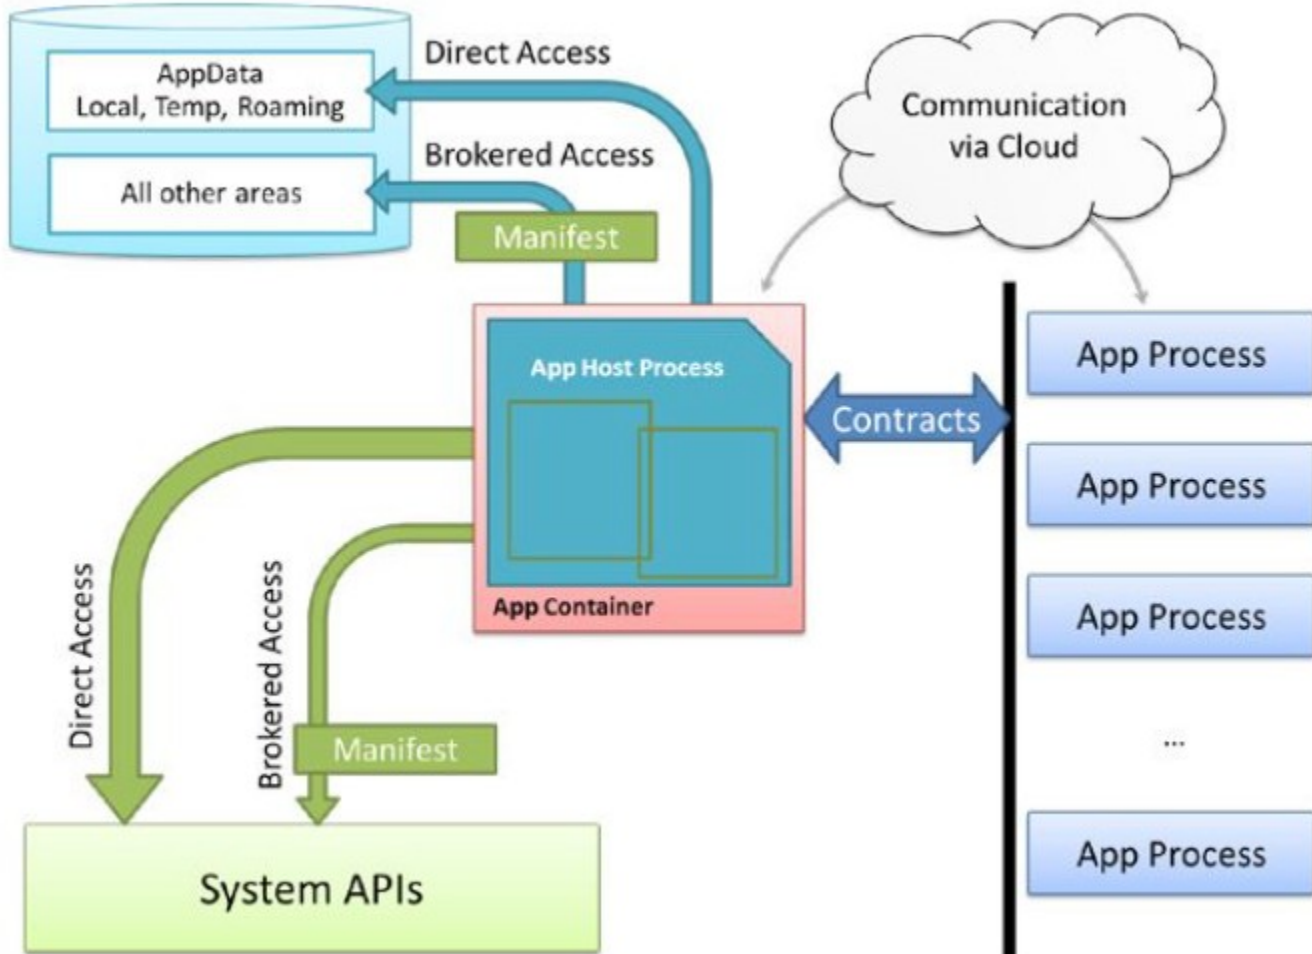 AppData
Local, Temp, Roaming
All other areas
Direct Access
Brokered Access
Manifest
Communication
via Cloud
App Host Process
App Container
Contracts
App Process
App Process
App Process
...
App Process
Direct Access
Brokered Access
Manifest
System APIs